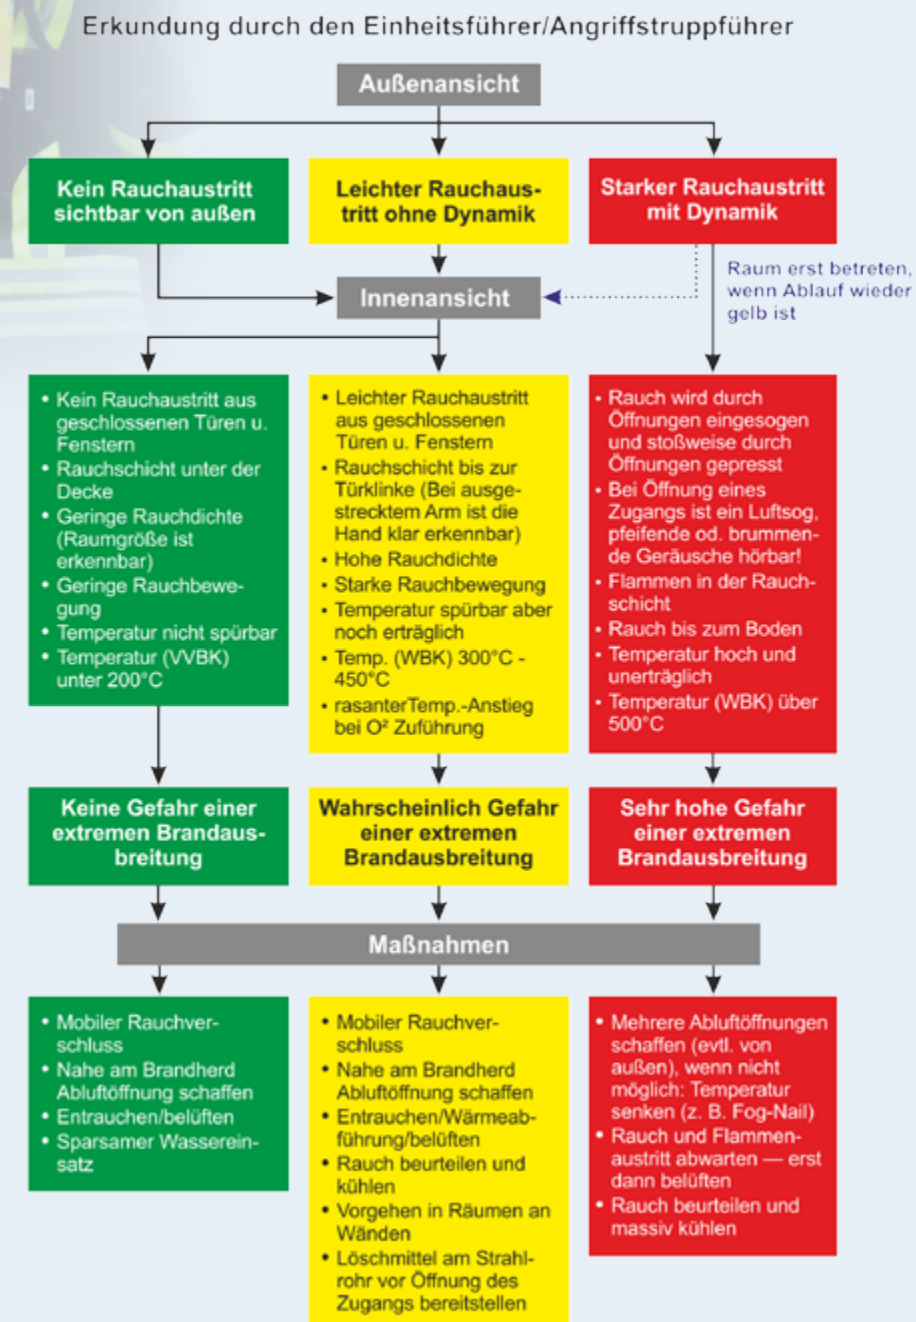 Erkundung durch den Einheitsführer/Angriffstruppführer
Außenansicht
Kein Rauchaustritt
sichtbar von außen
Leichter Rauchaus-
tritt ohne Dynamik
Starker Rauchaustritt
mit Dynamik
Raum erst betreten,
wenn Ablauf wieder
gelb ist
Innenansicht
• Kein Rauchaustritt aus
geschlossenen Türen u.
Fenstern
• Rauchschicht unter der
Decke
• Geringe Rauchdichte
(Raumgröße ist
erkennbar)
• Geringe Rauchbewe-
gung
• Temperatur nicht spürbar
• Temperatur (VVBK)
unter 200°C
• Leichter Rauchaustritt
aus geschlossenen
Türen u. Fenstern
• Rauchschicht bis zur
Türklinke (Bei ausge-
strecktem Arm ist die
Hand klar erkennbar)
• Hohe Rauchdichte
• Starke Rauchbewegung
• Temperatur spürbar aber
noch erträglich
• Temp. (WBK) 300°C -
450°C
• rasanterTemp.-Anstieg
bei O² Zuführung
• Rauch wird durch
Öffnungen eingesogen
und stoßweise durch
Öffnungen gepresst
• Bei Öffnung eines
Zugangs ist ein Luftsog,
pfeifende od. brummen-
de Geräusche hörbar!
• Flammen in der Rauch-
schicht
• Rauch bis zum Boden
• Temperatur hoch und
unerträglich
• Temperatur (WBK) über
500°C
Keine Gefahr einer
extremen Brandaus-
breitung
Wahrscheinlich Gefahr
einer extremen
Brandausbreitung
Sehr hohe Gefahr
einer extremen
Brandausbreitung
Maßnahmen
• Mobiler Rauchver-
schluss
• Nahe am Brandherd
Abluftöffnung schaffen
• Entrauchen/belüften
• Sparsamer Wasserein-
satz
• Mobiler Rauchver-
schluss
• Nahe am Brandherd
Abluftöffnung schaffen
• Entrauchen/Wärmeab-
führung/belüften
• Rauch beurteilen und
kühlen
• Vorgehen in Räumen an
Wänden
• Löschmittel am Strahl-
rohr vor Öffnung des
Zugangs bereitstellen
• Mehrere Abluftöffnungen
schaffen (evtl. von
außen), wenn nicht
möglich: Temperatur
senken (z. B. Fog-Nail)
• Rauch und Flammen-
austritt abwarten — erst
dann belüften
• Rauch beurteilen und
massiv kühlen